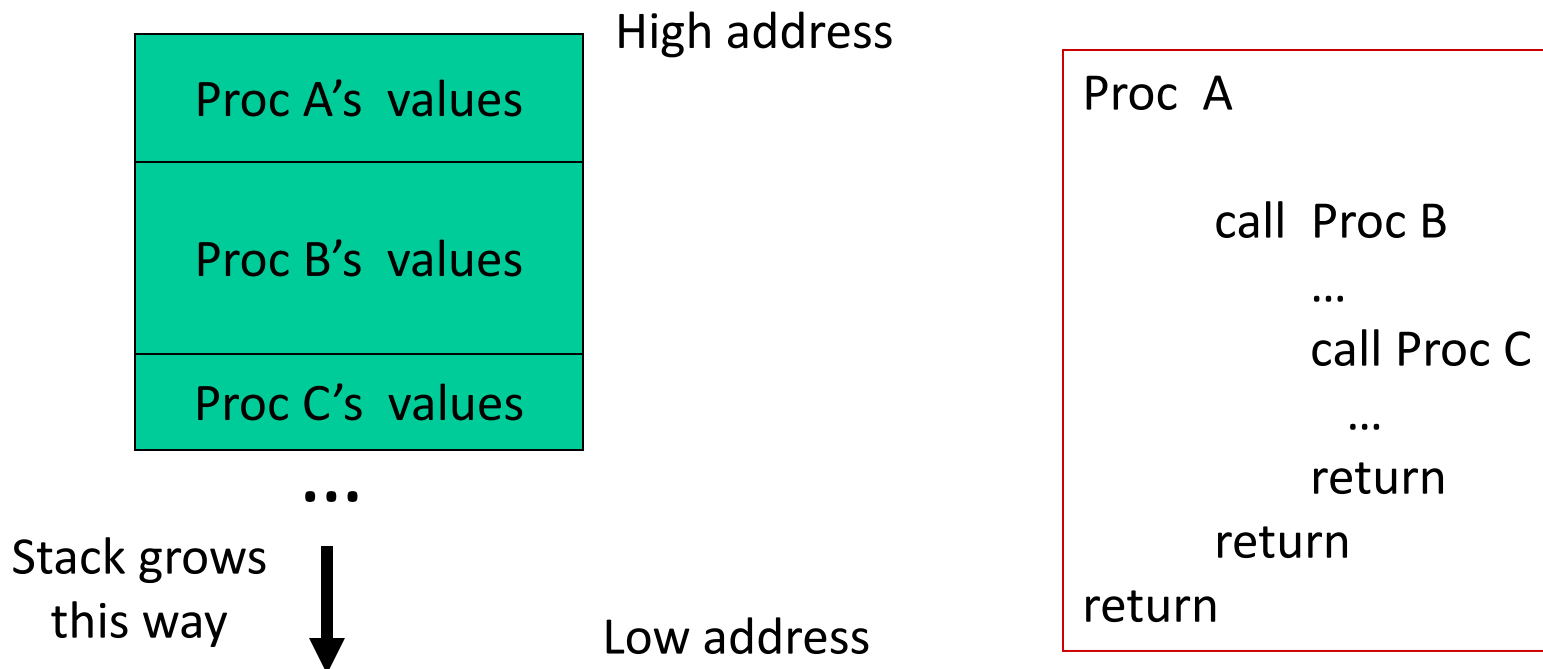 High address
Proc A’s  values
Proc B’s  values
Proc C’s  values
...
Stack grows
this way
Low address
Proc  A
call  Proc B
...
call Proc C
...
return
return
return